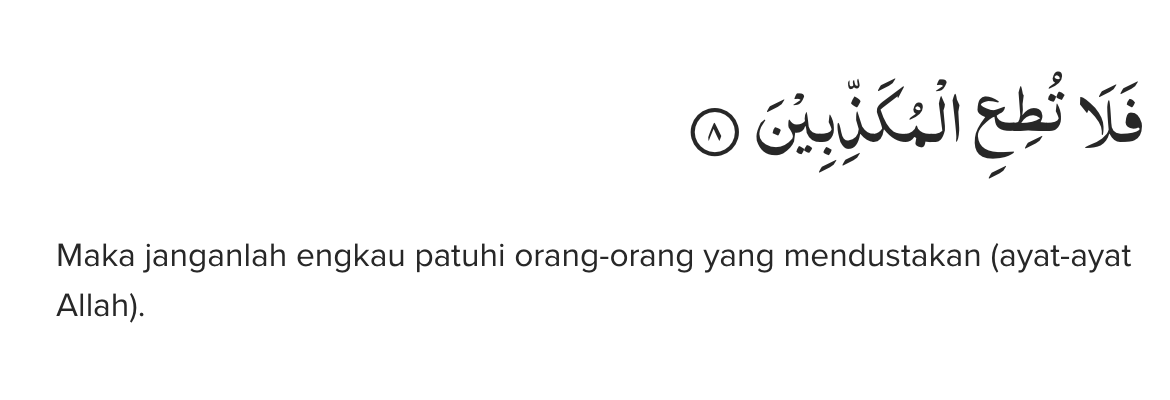 فَلَا تُطِعِ الْمُكَذِّبِيْنَ ٨
Maka janganlah engkau patuhi orang-orang yang mendustakan (ayat-ayat
Allah).